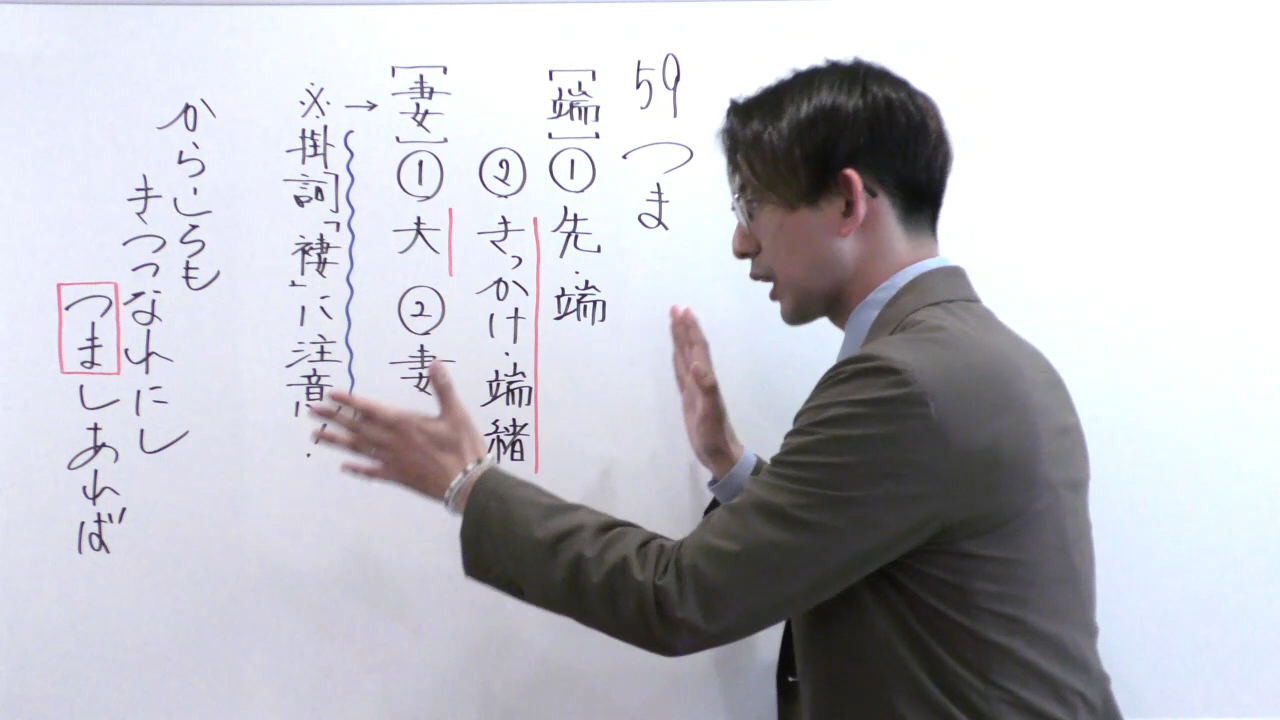 59 つま
[端]①先・端
②きっかけ・端緒
[妻]①夫 ②妻
→※掛詞「褄」に注意!
からころも
きつつなれにし
つましあれば